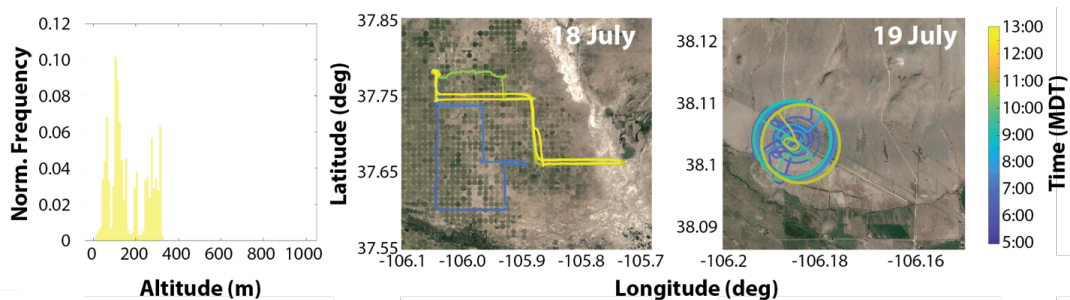 Norm. Frequency
0.12
0.10
0.08
0.06
0.04
0.02
0
0 200 400 600 800 1000
Altitude (m)
Latitude (deg)
37.85
37.75
37.65
37.55
18 July
-106.1 -106.0 -105.9 -105.8 -105.7
38.12
38.11
38.1
38.09
19 July
-106.2 -106.18 -106.16
Longitude (deg)
13:00
12:00
11:00
10:00
9:00
8:00
7:00
6:00
5:00
Time (MDT)